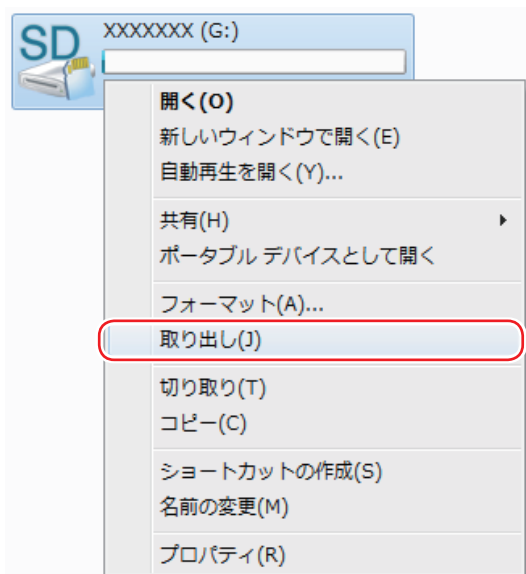 SD
XXXXXXX (G:)
開く(O)
新しいウィンドウで開く(E)
自動再生を開く(Y)...
共有(H)
ポータブル デバイスとして開く
フォーマット(A)...
取り出し(J)
切り取り(T)
コピー(C)
ショートカットの作成(S)
名前の変更(M)
プロパティ(R)